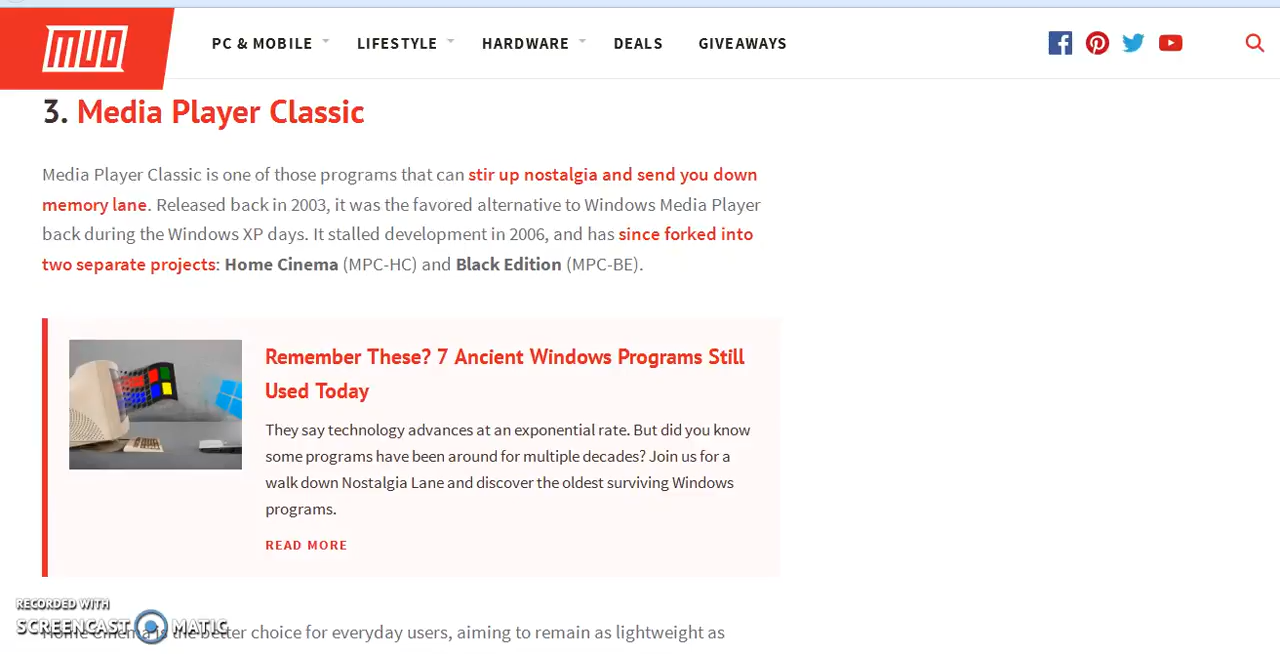 MUO
PC & MOBILE LIFESTYLE HARDWARE DEALS GIVEAWAYS
3. Media Player Classic
Media Player Classic is one of those programs that can stir up nostalgia and send you down
memory lane. Released back in 2003, it was the favored alternative to Windows Media Player
back during the Windows XP days. It stalled development in 2006, and has since forked into
two separate projects: Home Cinema (MPC-HC) and Black Edition (MPC-BE).
Remember These? 7 Ancient Windows Programs Still
Used Today
They say technology advances at an exponential rate. But did you know
some programs have been around for multiple decades? Join us for a
walk down Nostalgia Lane and discover the oldest surviving Windows
programs.
READ MORE
RECORDED WITH
SCREENCAST MATIC
Home Cinema is the better choice for everyday users, aiming to remain as lightweight as